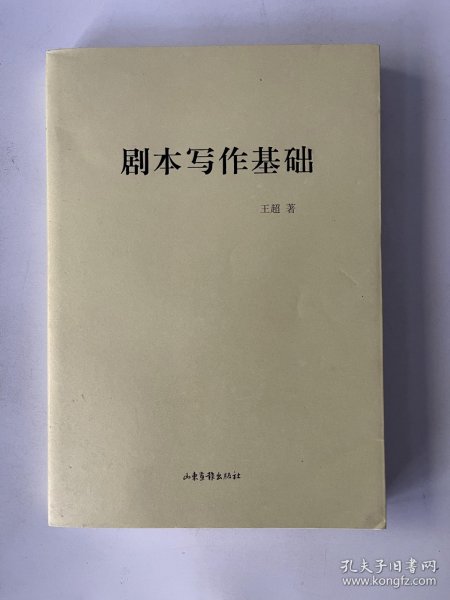 剧本写作基础
王超 著
山东画报出版社
孔夫子旧书网
www.kongfz.com